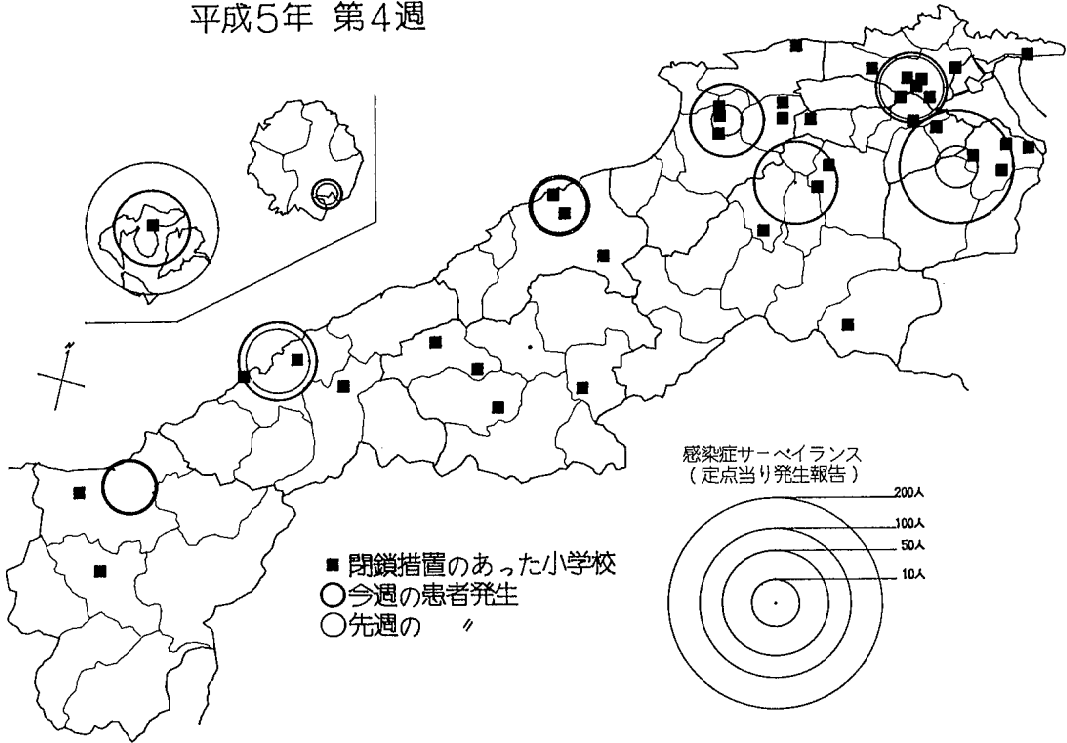 平成5年 第4週
N
感染症サーベイランス
(定点当り発生報告)
200人
100人
50人
10人
■ 閉鎖措置のあった小学校
○今週の患者発生
○先週の 〃